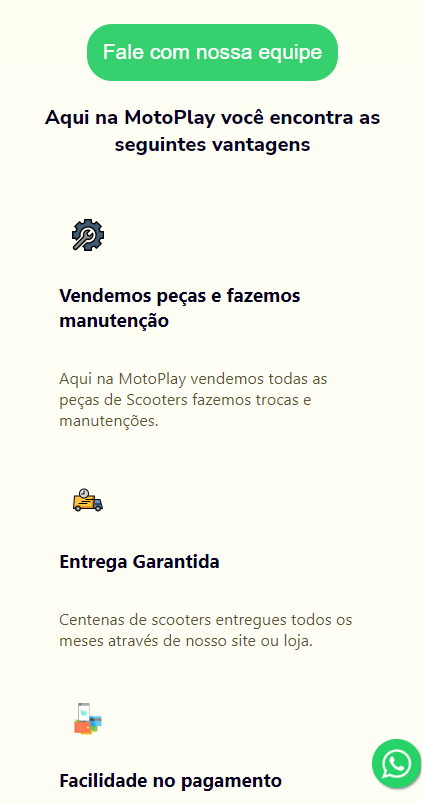 Fale com nossa equipe
Aqui na MotoPlay você encontra as
seguintes vantagens
Vendemos peças e fazemos
manutenção
Aqui na MotoPlay vendemos todas as
peças de Scooters fazemos trocas e
manutenções.
Entrega Garantida
Centenas de scooters entregues todos os
meses através de nosso site ou loja.
Facilidade no pagamento